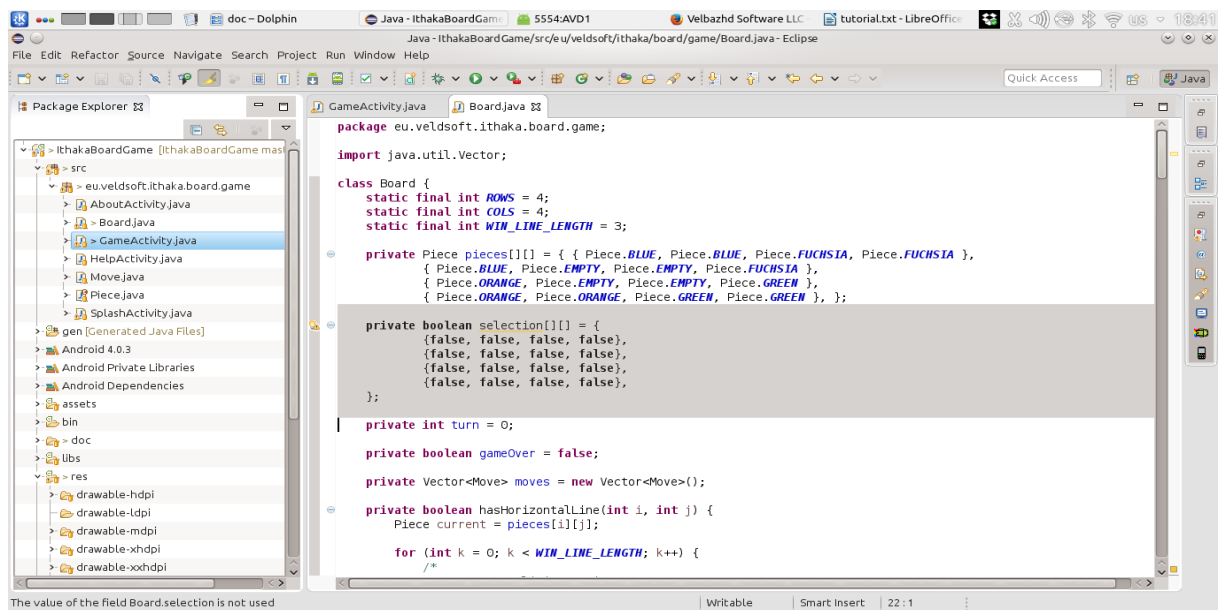 doc – Dolphin
Java - IthakaBoardGame
5554:AVD1
Velbazhd Software LLC
tutorial.txt - LibreOffice
us
18:41
Java - IthakaBoardGame/src/eu/veldsoft/ithaka/board/game/Board.java - Eclipse
File Edit Refactor Source Navigate Search Project Run Window Help
Quick Access
Java
Package Explorer
GameActivity.java
Board.java
> IthakaBoardGame [IthakaBoardGame mast
> src
> eu.veldsoft.ithaka.board.game
AboutActivity.java
> Board.java
> GameActivity.java
HelpActivity.java
Move.java
Piece.java
SplashActivity.java
gen [Generated Java Files]
Android 4.0.3
Android Private Libraries
Android Dependencies
assets
bin
> doc
libs
> res
drawable-hdpi
drawable-ldpi
drawable-mdpi
drawable-xhdpi
drawable-xxhdpi
package eu.veldsoft.ithaka.board.game;
import java.util.Vector;
class Board {
static final int ROWS = 4;
static final int COLS = 4;
static final int WIN_LINE_LENGTH = 3;
private Piece pieces[][] = { { Piece.BLUE, Piece.BLUE, Piece.FUCHSIA, Piece.FUCHSIA },
{ Piece.BLUE, Piece.EMPTY, Piece.EMPTY, Piece.FUCHSIA },
{ Piece.ORANGE, Piece.EMPTY, Piece.EMPTY, Piece.GREEN },
{ Piece.ORANGE, Piece.ORANGE, Piece.GREEN, Piece.GREEN }, };
private boolean selection[][] = {
{false, false, false, false},
{false, false, false, false},
{false, false, false, false},
{false, false, false, false},
};
private int turn = 0;
private boolean gameOver = false;
private Vector<Move> moves = new Vector<Move>();
private boolean hasHorizontalLine(int i, int j) {
Piece current = pieces[i][j];
for (int k = 0; k < WIN_LINE_LENGTH; k++) {
/*
The value of the field Board.selection is not used
Writable
Smart Insert
22 : 1